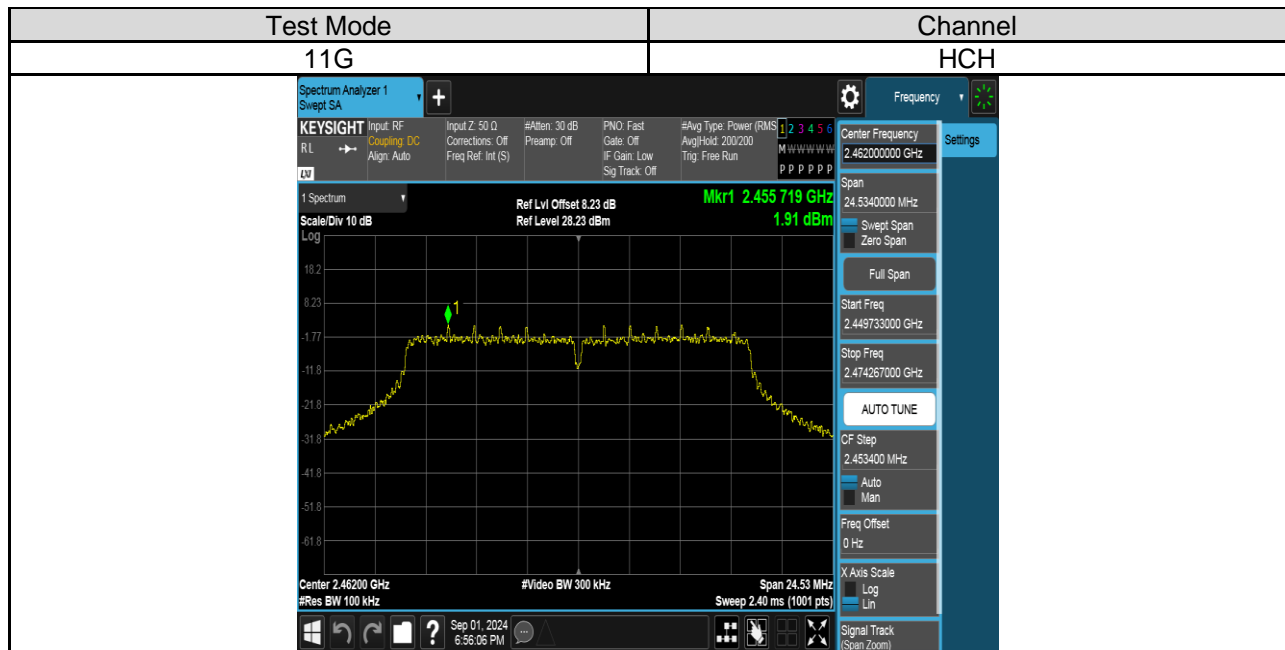 Test Mode Channel
11G HCH
Spectrum Analyzer 1
Swept SA
+
Frequency
KEYSIGHT
RL
LXI
Input: RF
Coupling: DC
Align: Auto
Input Z: 50 Ω
Corrections: Off
Freq Ref: Int (S)
#Atten: 30 dB
Preamp: Off
PNO: Fast
Gate: Off
IF Gain: Low
Sig Track: Off
#Avg Type: Power (RMS
Avg|Hold: 200/200
Trig: Free Run
1 2 3 4 5 6
M W W W W W
P P P P P P
1 Spectrum
Scale/Div 10 dB
Log
Ref Lvl Offset 8.23 dB
Ref Level 28.23 dBm
Mkr1 2.455 719 GHz
1.91 dBm
18.2
8.23
-1.77
-11.8
-21.8
-31.8
-41.8
-51.8
-61.8
1
Center 2.46200 GHz
#Res BW 100 kHz
#Video BW 300 kHz
Span 24.53 MHz
Sweep 2.40 ms (1001 pts)
Sep 01, 2024
6:56:06 PM
?
Center Frequency
2.462000000 GHz
Settings
Span
24.5340000 MHz
Swept Span
Zero Span
Full Span
Start Freq
2.449733000 GHz
Stop Freq
2.474267000 GHz
AUTO TUNE
CF Step
2.453400 MHz
Auto
Man
Freq Offset
0 Hz
X Axis Scale
Log
Lin
Signal Track
(Span Zoom)